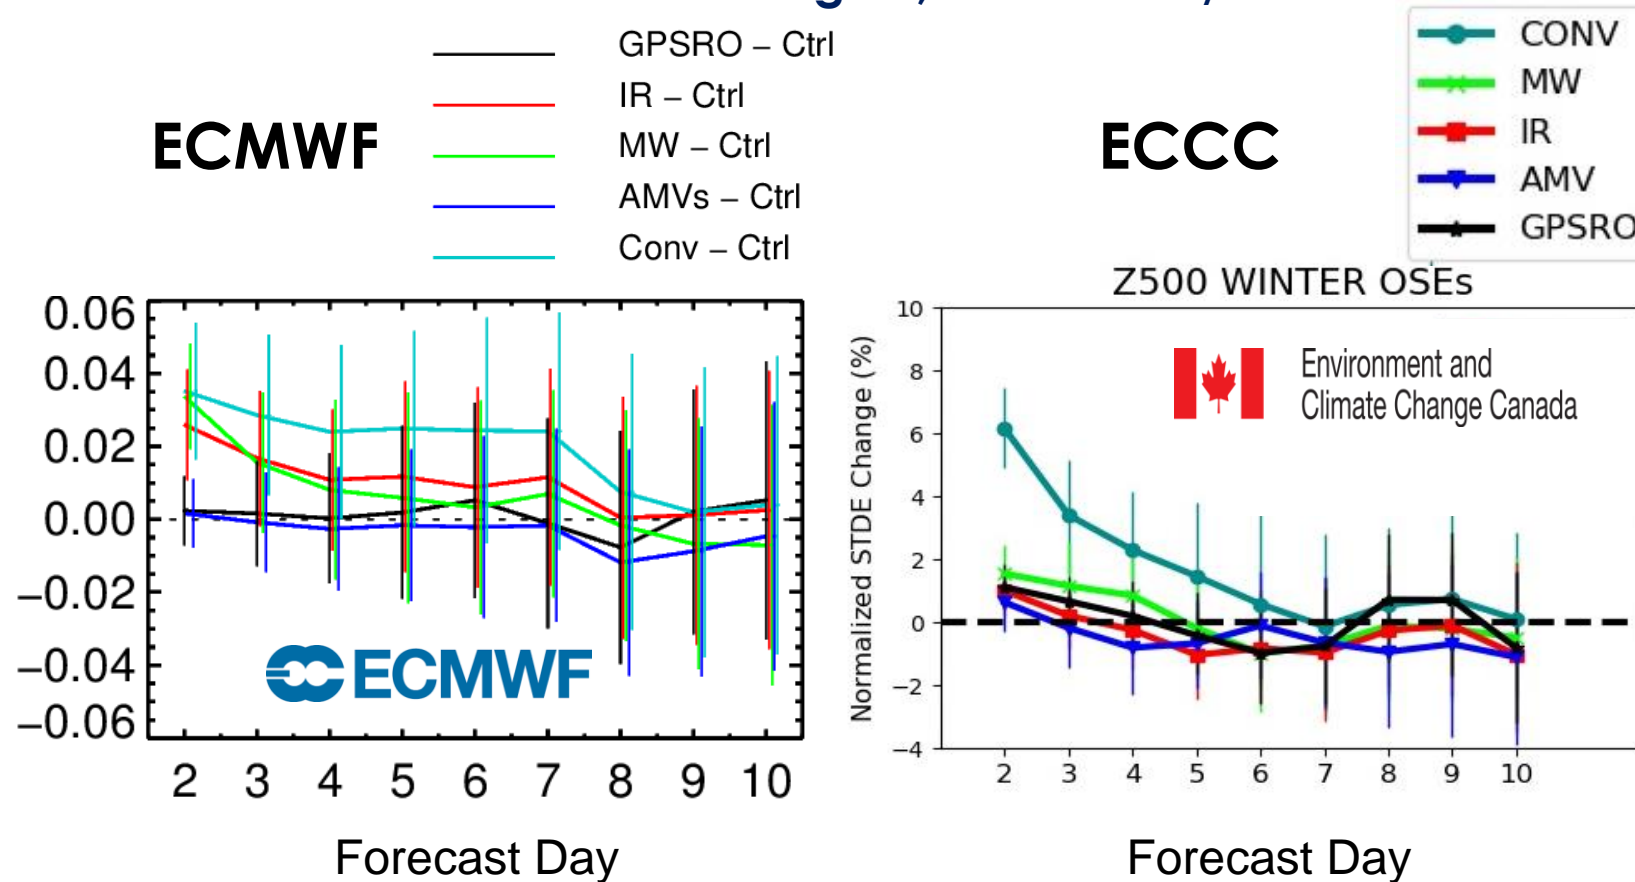 GPSRO – Ctrl
IR – Ctrl
MW – Ctrl
AMVs – Ctrl
Conv – Ctrl
ECMWF
0.06
0.04
0.02
0.00
−0.02
−0.04
−0.06
ECMWF
2 3 4 5 6 7 8 9 10
Forecast Day
ECCC
CONV
MW
IR
AMV
GPSRO
Z500 WINTER OSEs
Normalized STDE Change (%)
10
8
6
4
2
0
−2
−4
Environment and
Climate Change Canada
2 3 4 5 6 7 8 9 10
Forecast Day